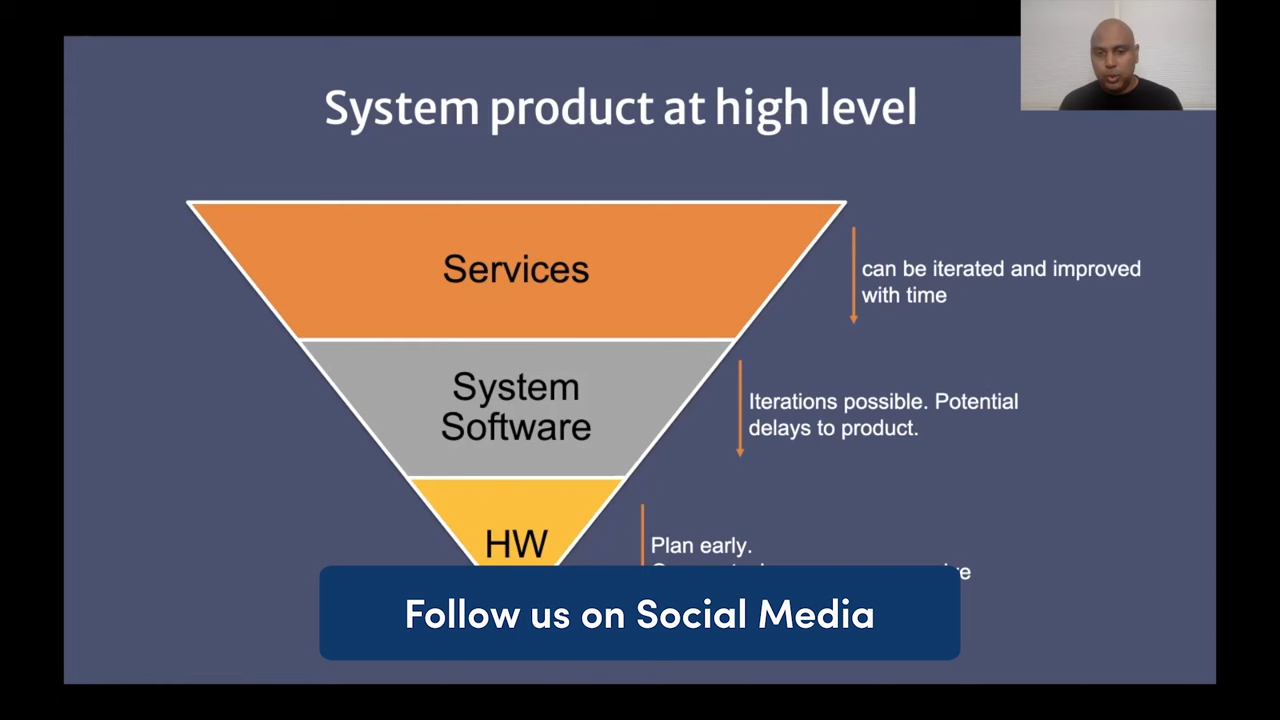 System product at high level
Services
can be iterated and improved
with time
System
Software
Iterations possible. Potential
delays to product.
HW
Plan early.
Follow us on Social Media